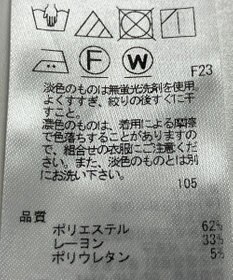 F W
F23
淡色のものは無蛍光洗剤を使用。
よくすすぎ、絞りの後すぐに干
すこと。
濃色のものは、着用による摩擦
で色落ちすることがありますの
で、組合せの衣服にご注意くださ
い。また、淡色のものとは別
にお洗い下さい。
105
品質
ポリエステル 62%
レーヨン 33%
ポリウレタン 5%